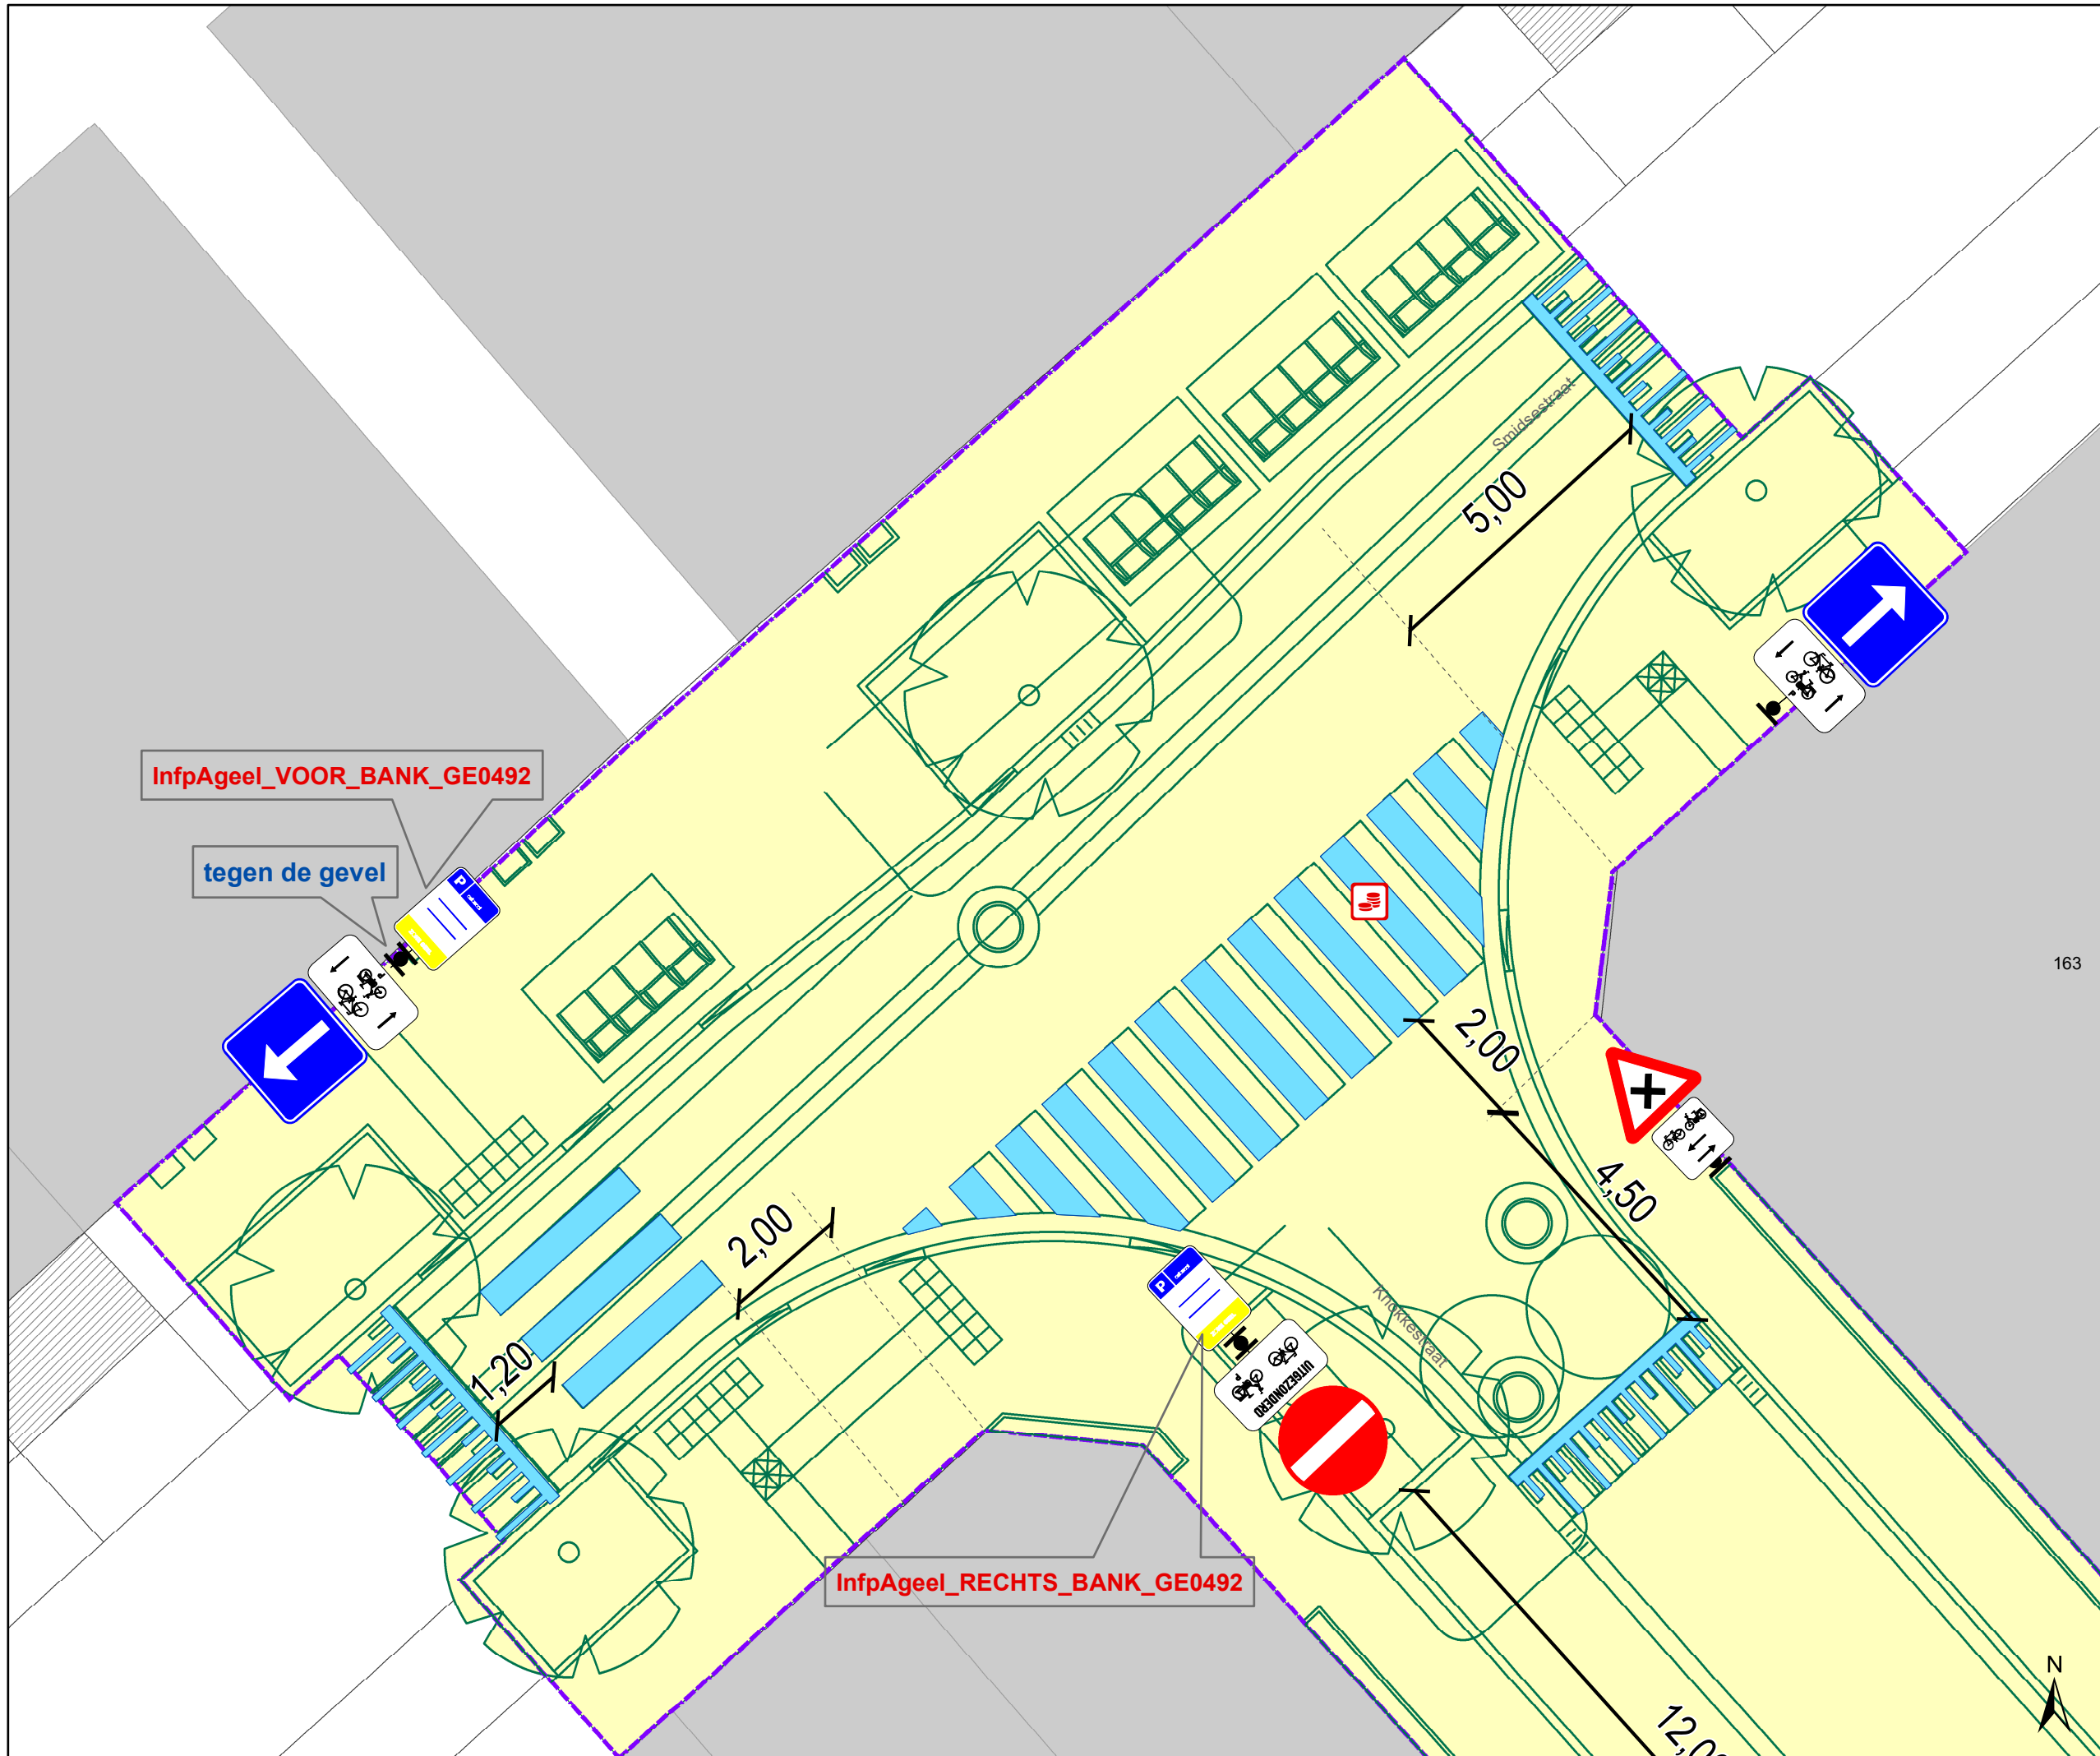 Smidsestraat
5,00
InfpAgeel_VOOR_BANK_GE0492
tegen de gevel
P
163
2,00
4,50
2,00
P
Knokkestraat
P
UITGEZONDERD
1,20
InfpAgeel_RECHTS_BANK_GE0492
N